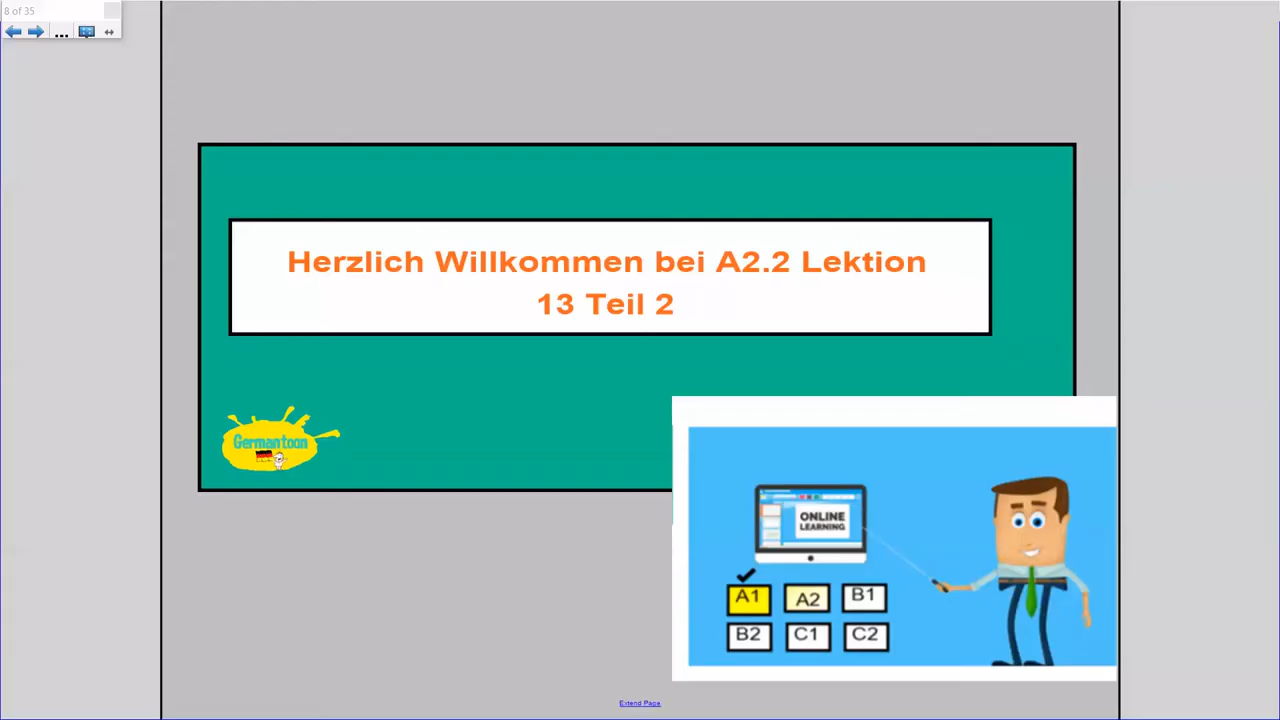 8 of 35
Herzlich Willkommen bei A2.2 Lektion
13 Teil 2
Germantoon
ONLINE
LEARNING
A1 A2 B1
B2 C1 C2
Extend Page